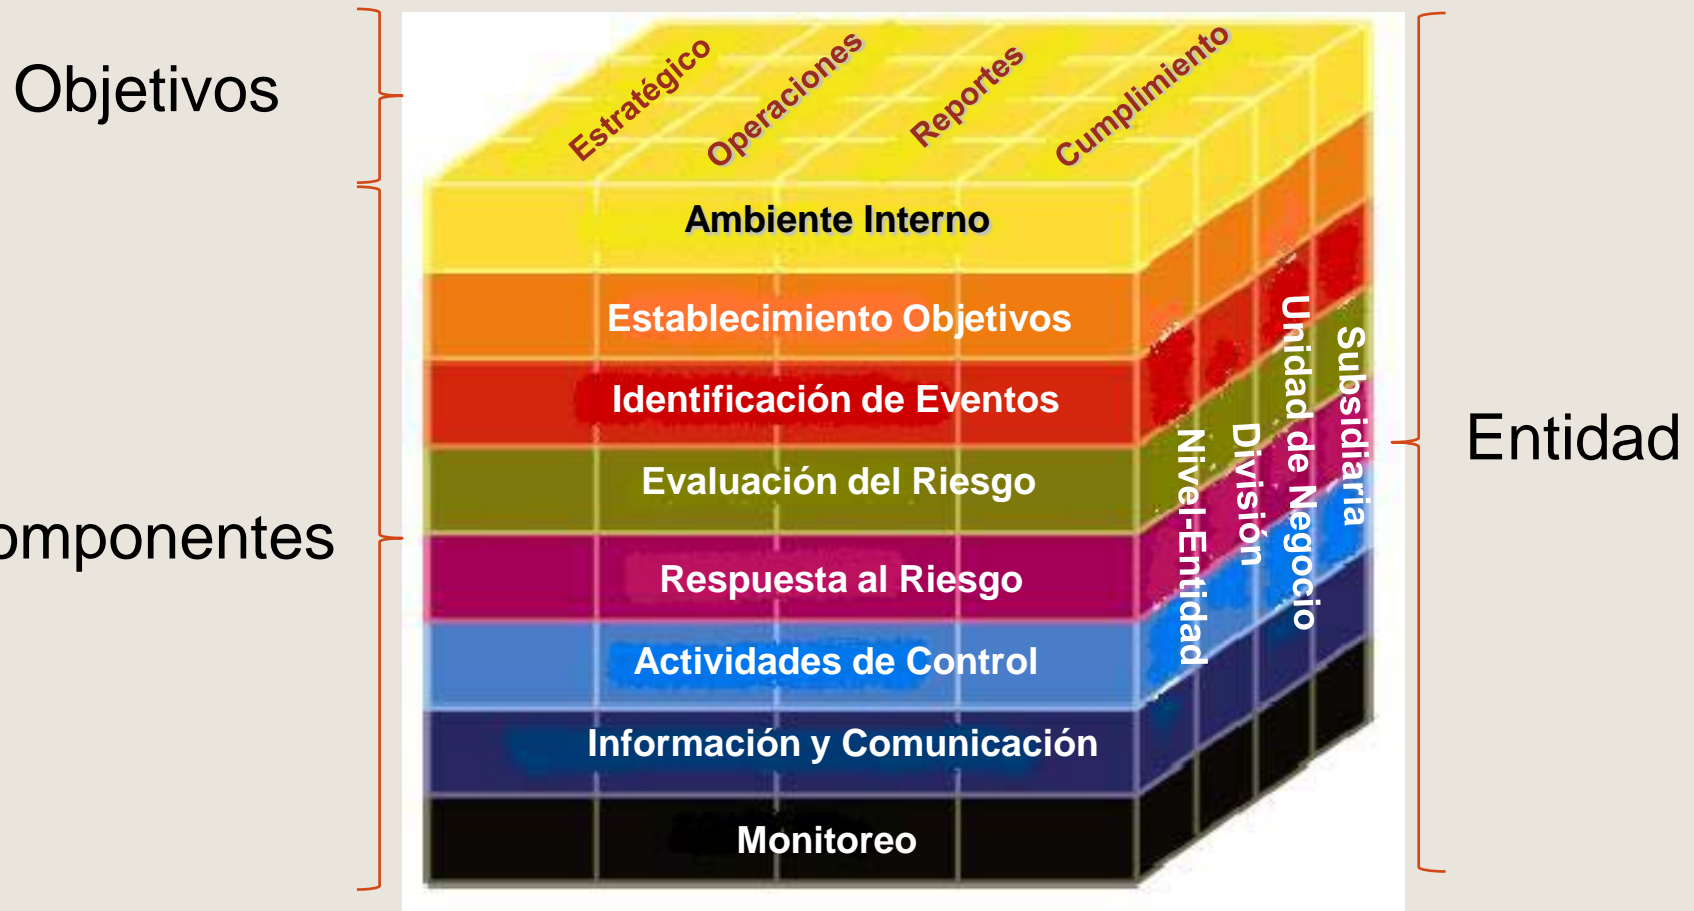 Objetivos
Estratégico
Operaciones
Reportes
Cumplimiento
Ambiente Interno
Establecimiento Objetivos
Identificación de Eventos
Evaluación del Riesgo
Respuesta al Riesgo
Actividades de Control
Información y Comunicación
Monitoreo
omponentes
Nivel-Entidad
División
Unidad de Negocio
Subsidiaria
Entidad